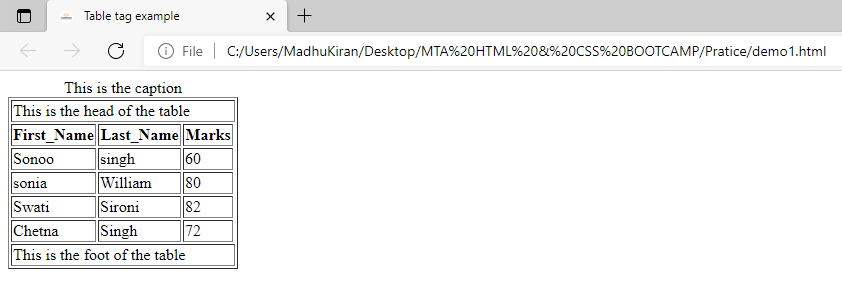 Table tag example
File C:/Users/MadhuKiran/Desktop/MTA%20HTML%20&%20CSS%20BOOTCAMP/Pratice/demo1.html
This is the caption
This is the head of the table
First_Name Last_Name Marks
Sonoo singh 60
sonia William 80
Swati Sironi 82
Chetna Singh 72
This is the foot of the table